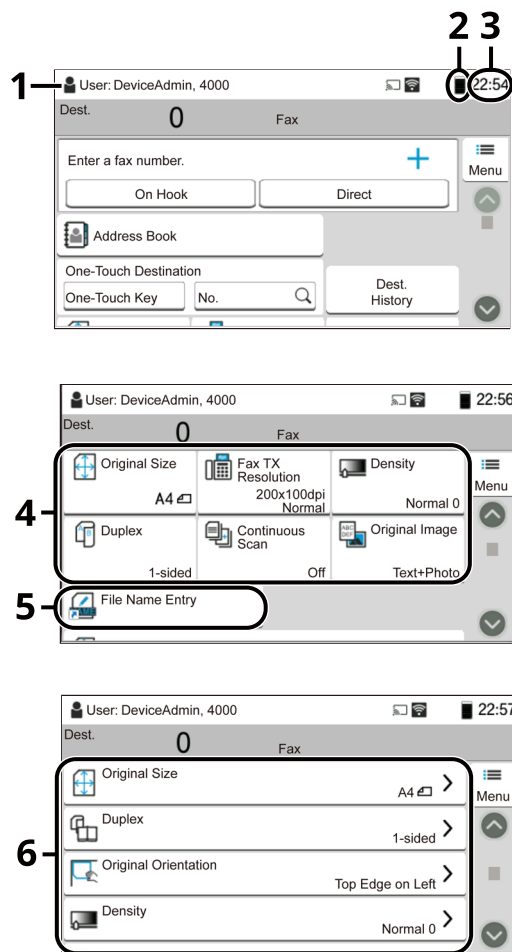 2 3
1
User: DeviceAdmin, 4000
22:54
Dest.
0
Fax
Enter a fax number.
Menu
On Hook
Direct
Address Book
One-Touch Destination
One-Touch Key
No.
Dest.
History
User: DeviceAdmin, 4000
22:56
Dest.
0
Fax
4
Original Size
A4
Fax TX
Resolution
200x100dpi
Normal
Density
Normal 0
Menu
Duplex
1-sided
Continuous
Scan
Off
ABC
DEF
Original Image
Text+Photo
5
File Name Entry
User: DeviceAdmin, 4000
22:57
Dest.
0
Fax
6
Original Size
A4
Menu
Duplex
1-sided
Original Orientation
Top Edge on Left
Density
Normal 0